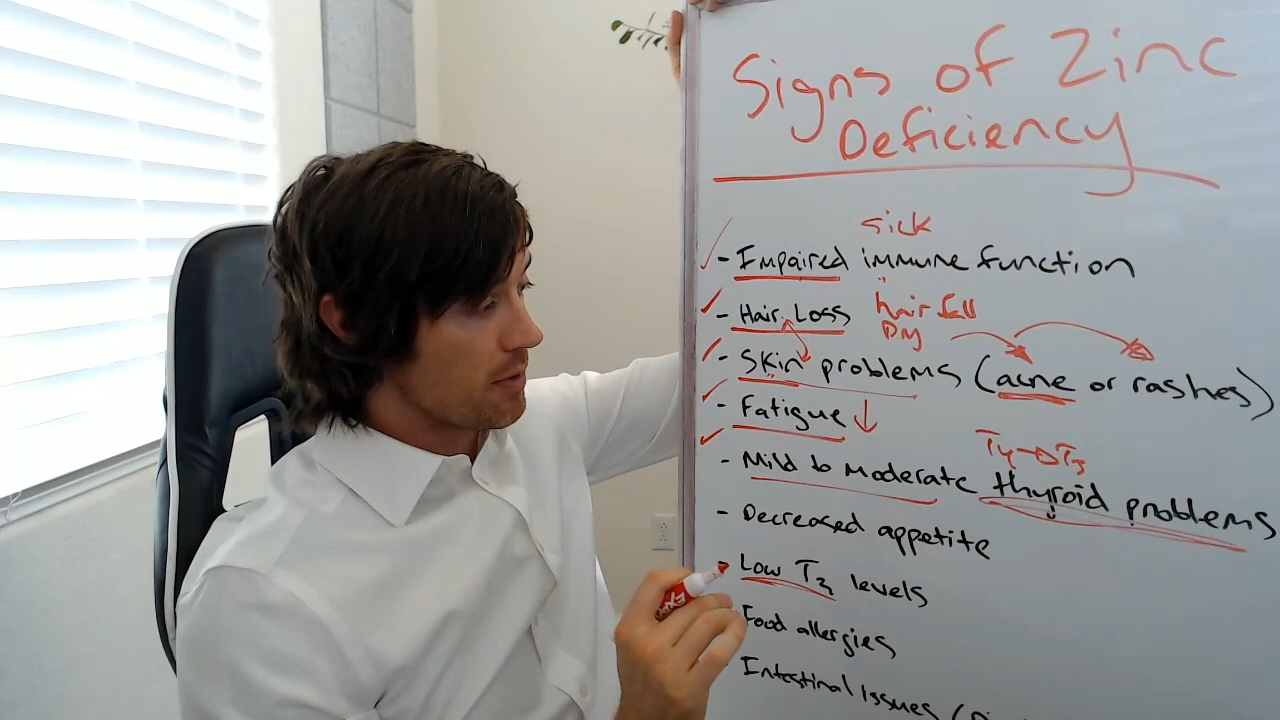 Signs of Zinc
Deficiency
sick
- Impaired immune function
- Hair Loss hair fall
Dry
- Skin problems (acne or rashes)
- Fatigue ↓
T4→T3
- Mild to moderate thyroid problems
- Decreased appetite
- Low T3 levels
Food allergies
- Intestinal Issues (
EXPO